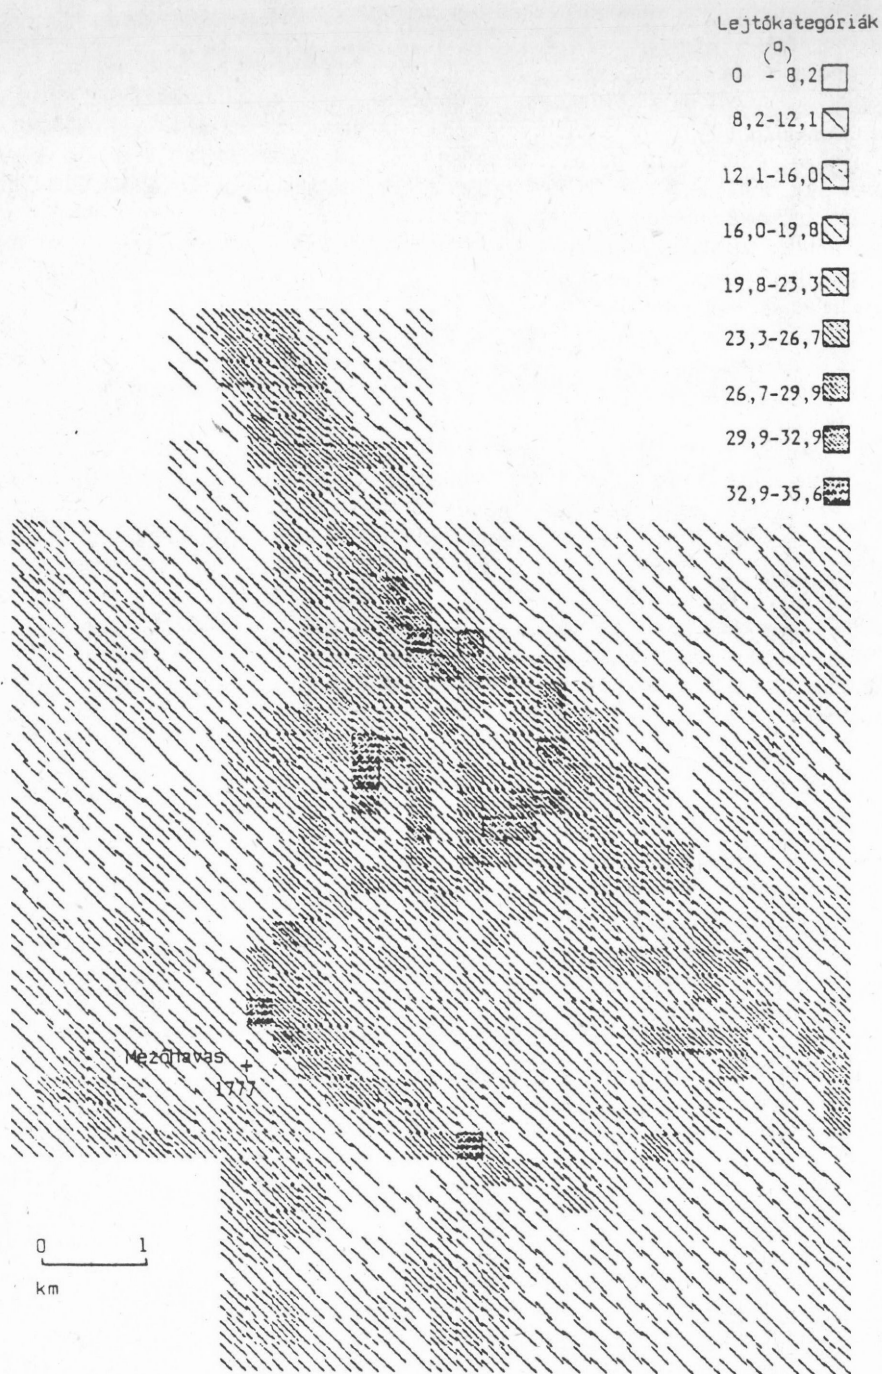 Lejtőkategóriák
(°)
0 - 8,2
8,2-12,1
12,1-16,0
16,0-19,8
19,8-23,3
23,3-26,7
26,7-29,9
29,9-32,9
32,9-35,6
Mezőhavas
1777
0 1
km